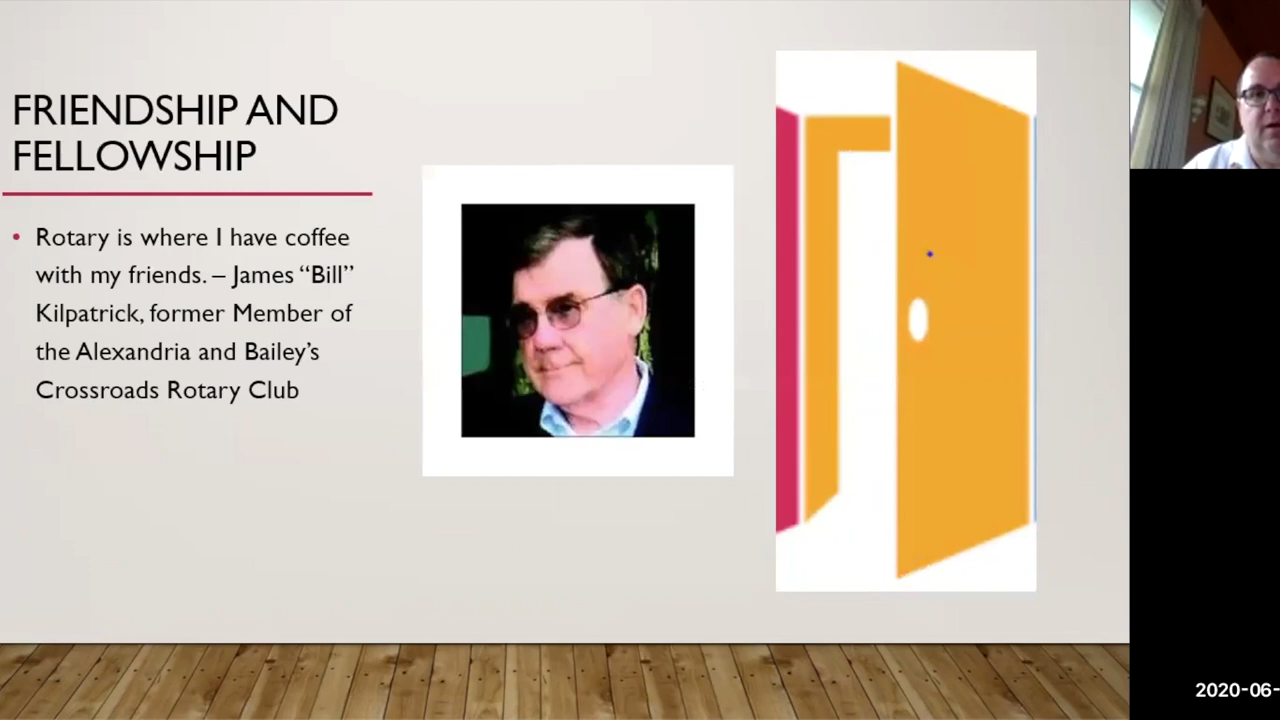 FRIENDSHIP AND
FELLOWSHIP
• Rotary is where I have coffee
with my friends. – James “Bill”
Kilpatrick, former Member of
the Alexandria and Bailey’s
Crossroads Rotary Club
2020-06-